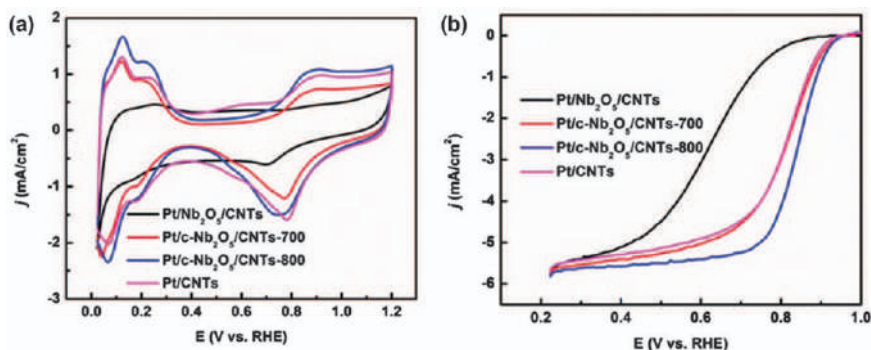 (a)
j (mA/cm²)
2
1
0
-1
-2
-3
Pt/Nb₂O₅/CNTs
Pt/c-Nb₂O₅/CNTs-700
Pt/c-Nb₂O₅/CNTs-800
Pt/CNTs
0.0 0.2 0.4 0.6 0.8 1.0 1.2
E (V vs. RHE)
(b)
j (mA/cm²)
0
-1
-2
-3
-4
-5
-6
Pt/Nb₂O₅/CNTs
Pt/c-Nb₂O₅/CNTs-700
Pt/c-Nb₂O₅/CNTs-800
Pt/CNTs
0.2 0.4 0.6 0.8 1.0
E (V vs. RHE)